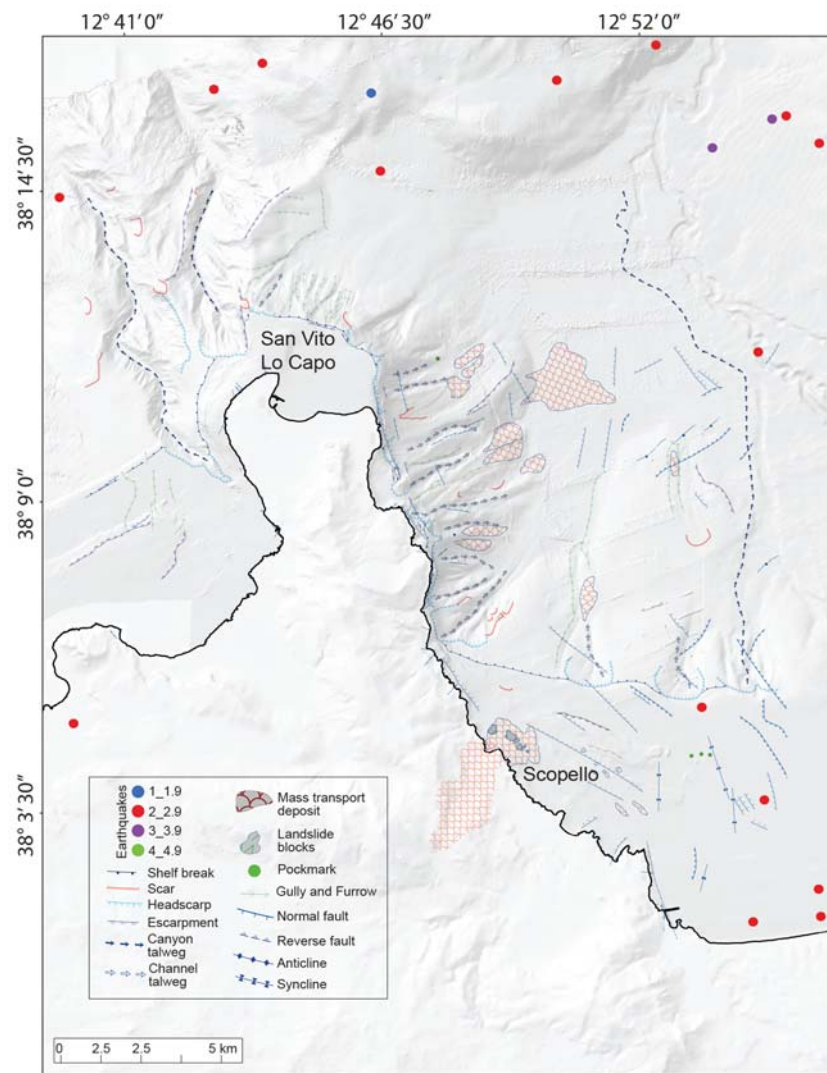 12° 41′ 0″
12° 46′ 30″
12° 52′ 0″
38° 14′ 30″
38° 9′ 0″
38° 3′ 30″
San Vito
Lo Capo
Scopello
Earthquakes
1_1.9
2_2.9
3_3.9
4_4.9
Shelf break
Scar
Headscarp
Escarpment
Canyon
talweg
Channel
talweg
Mass transport
deposit
Landslide
blocks
Pockmark
Gully and Furrow
Normal fault
Reverse fault
Anticline
Syncline
0 2.5 5 km